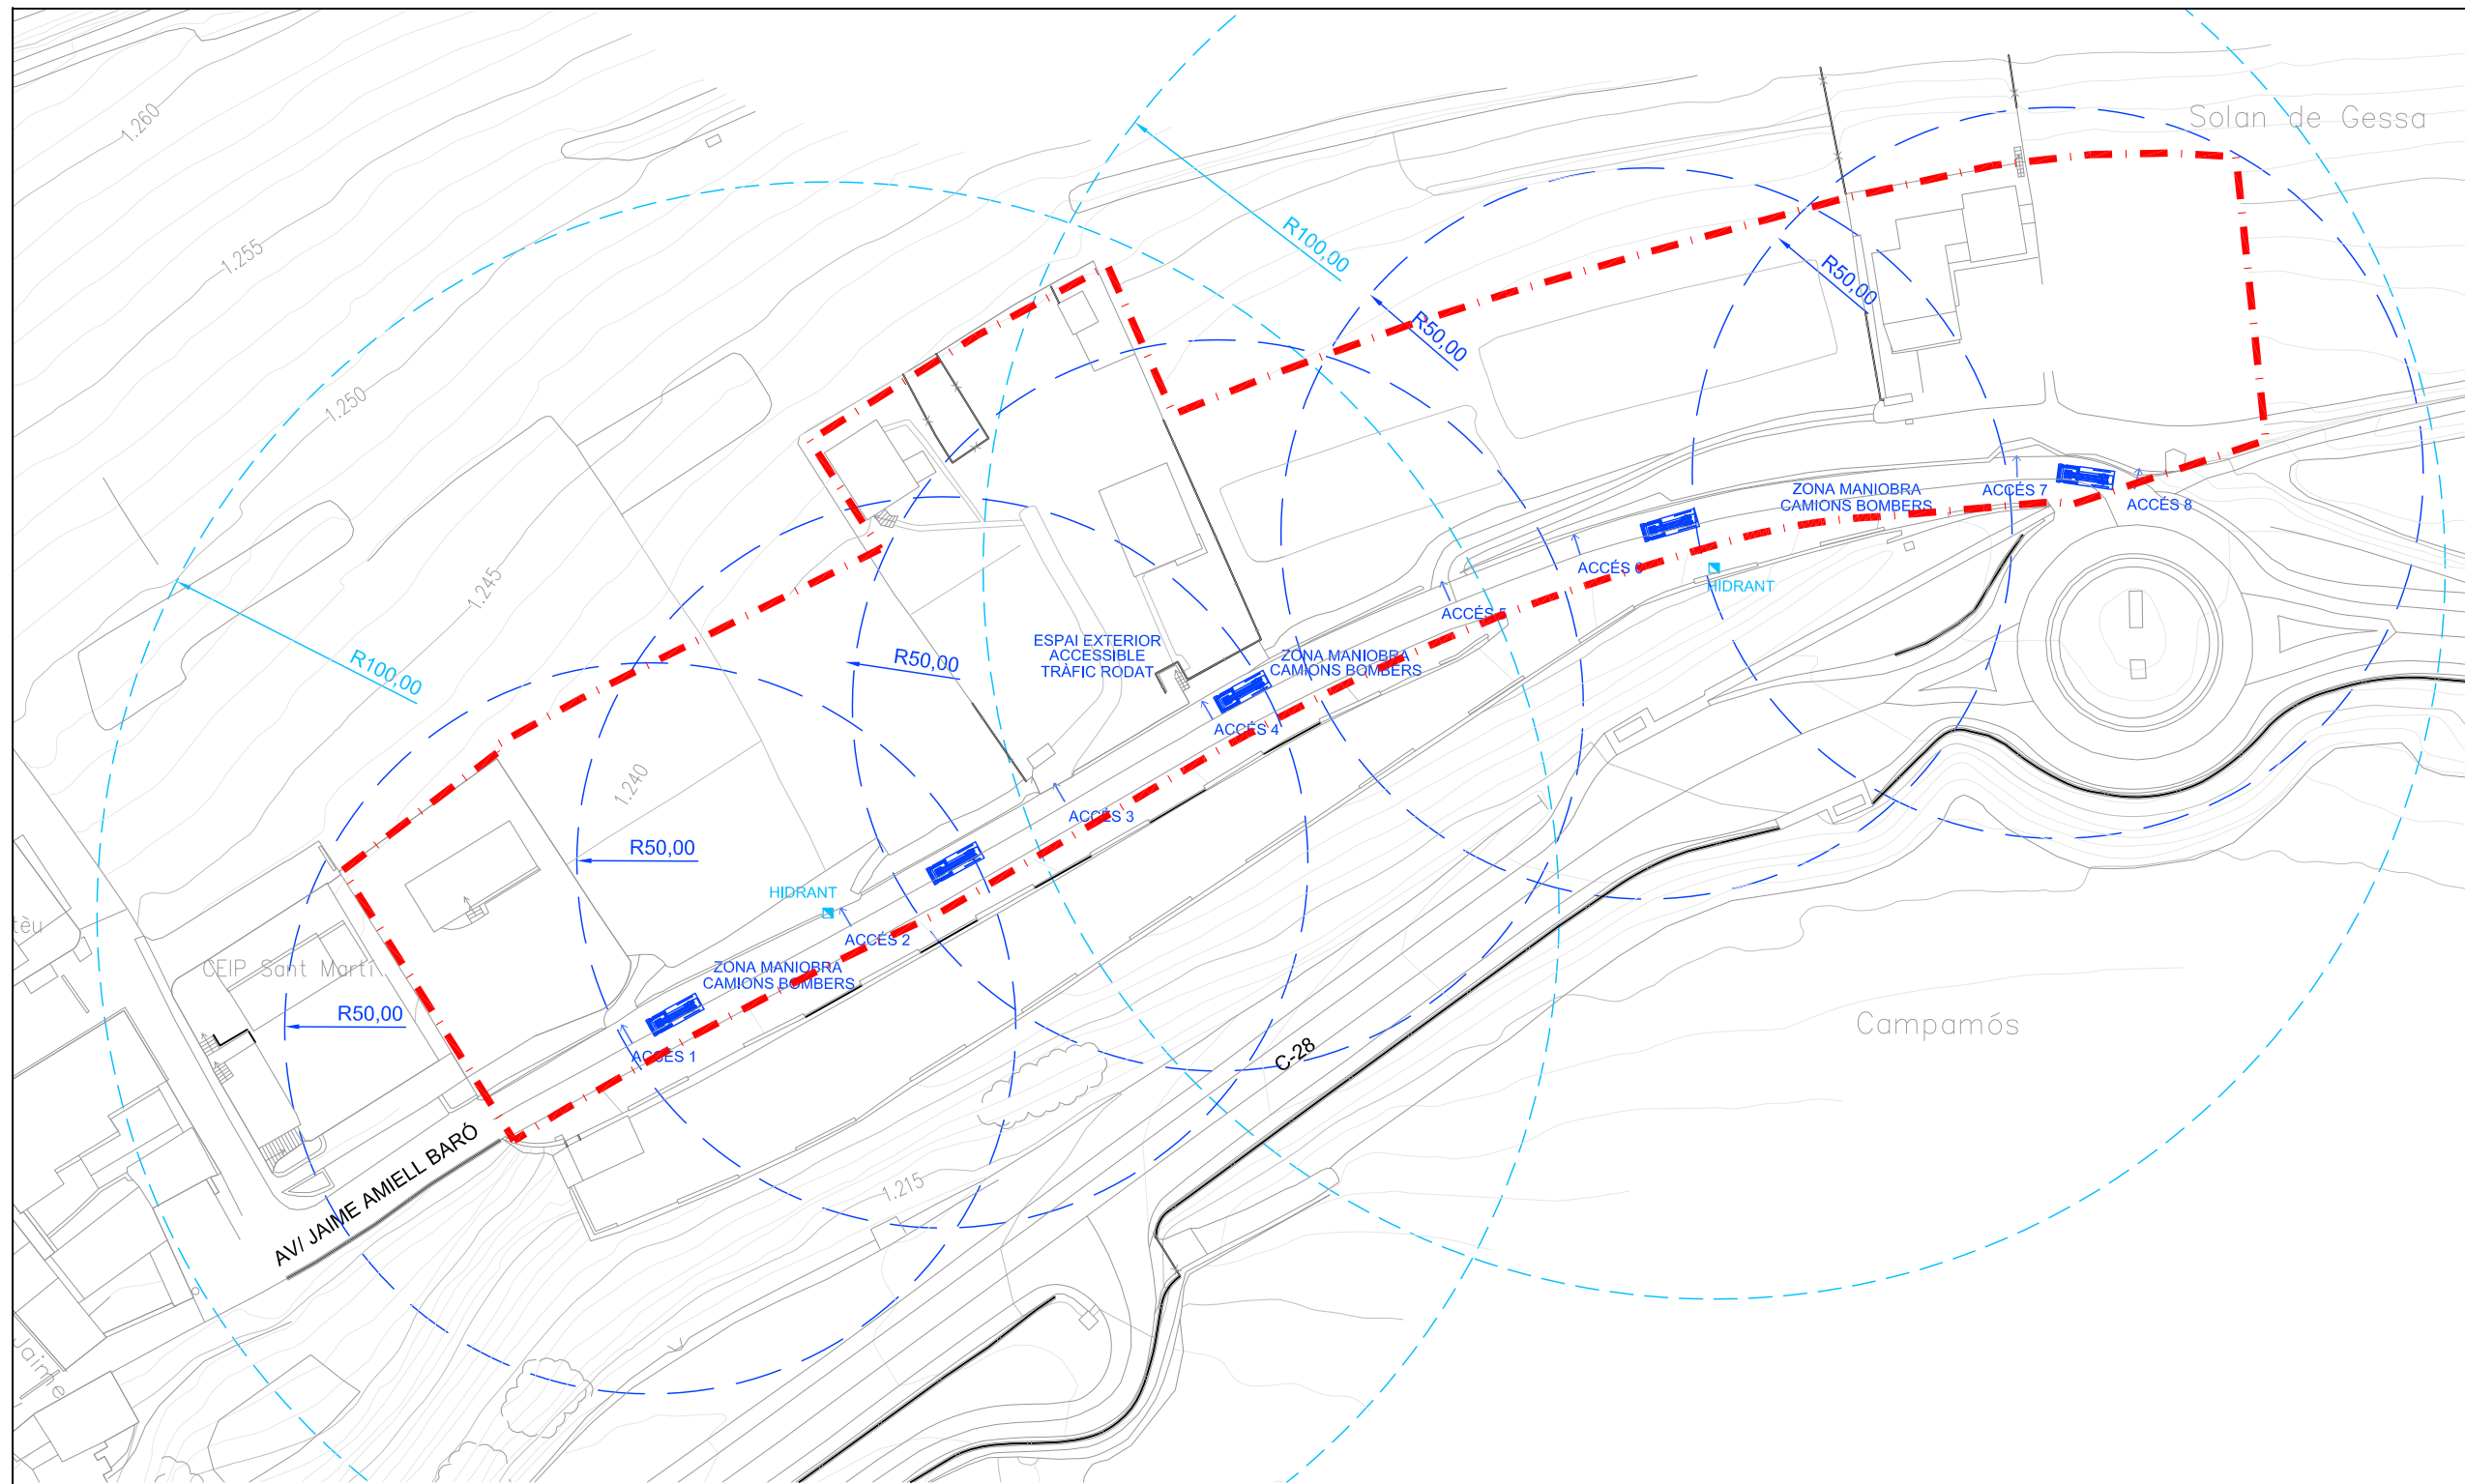 1.260
Solan de Gessa
1.255
R100,00
R50,00
R50,00
1.250
ZONA MANIOBRA
CAMIONS BOMBERS
ACCÉS 7
ACCÉS 8
ACCÉS 6
HIDRANT
1.245
ACCÉS 5
ESPAI EXTERIOR
ACCESSIBLE
TRÀFIC RODAT
ZONA MANIOBRA
CAMIONS BOMBERS
R50,00
R100,00
ACCÉS 4
1.240
ACCÉS 3
R50,00
HIDRANT
ACCÉS 2
CEIP Sant Martí
ZONA MANIOBRA
CAMIONS BOMBERS
R50,00
ACCÉS 1
Campamós
C-28
AV/ JAIME AMIELL BARÓ
1.215
tèu
Jaime